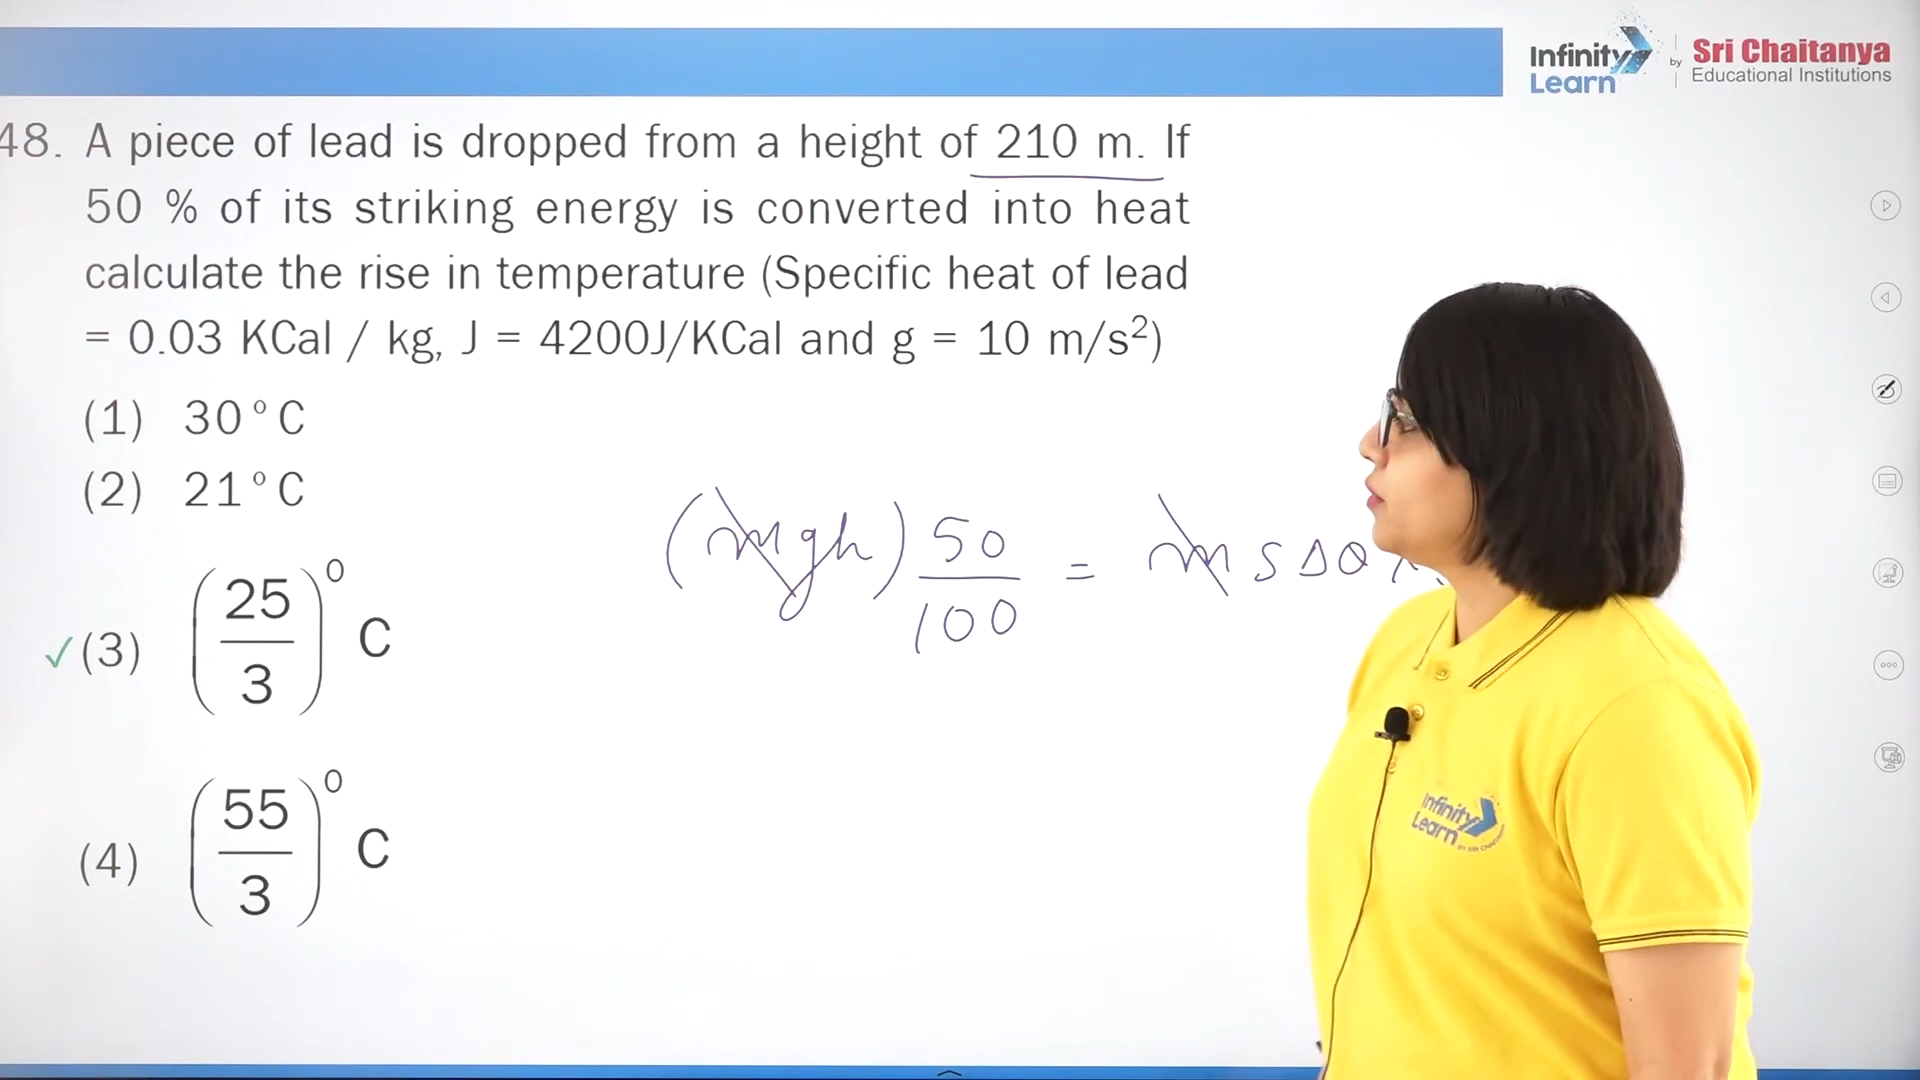 Infinity Learn by Sri Chaitanya Educational Institutions
48. A piece of lead is dropped from a height of 210 m. If
50 % of its striking energy is converted into heat
calculate the rise in temperature (Specific heat of lead
= 0.03 KCal / kg, J = 4200J/KCal and g = 10 m/s²)
(1) 30°C
(2) 21°C
✓(3) (25/3)° C
(4) (55/3)° C
(mgh) 50/100 = m s Δθ
Infinity Learn